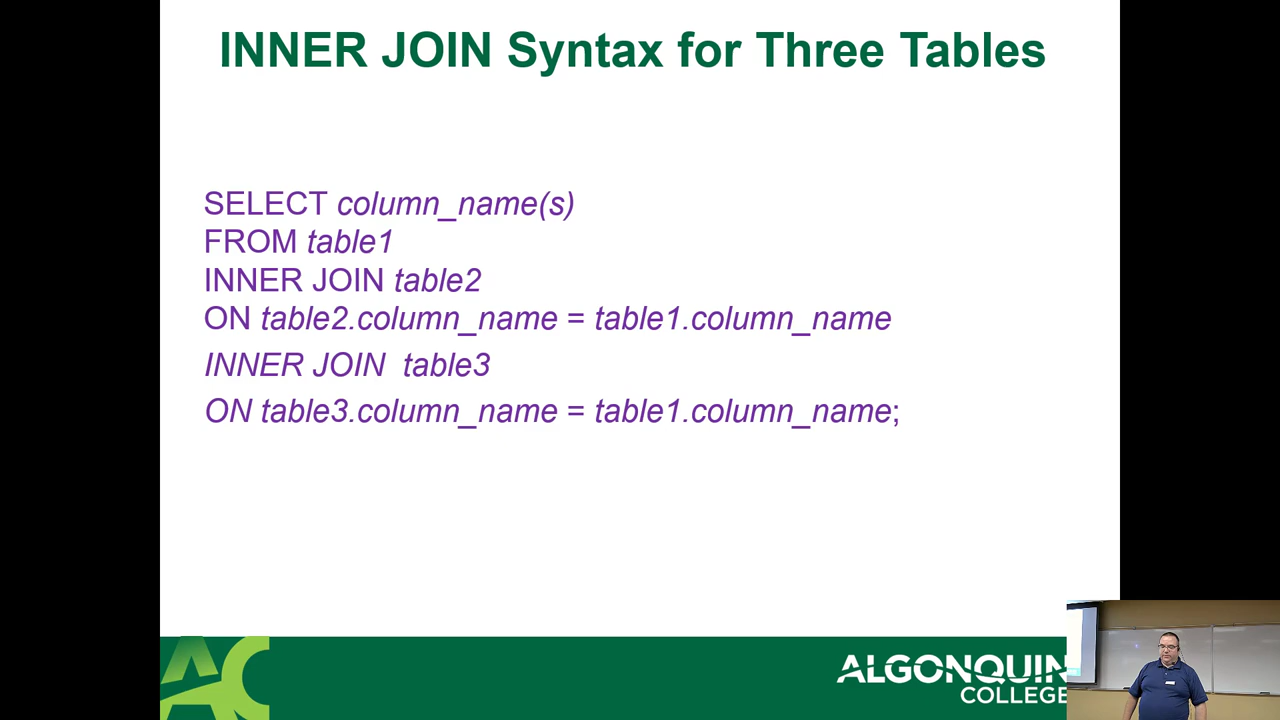 INNER JOIN Syntax for Three Tables
SELECT column_name(s)
FROM table1
INNER JOIN table2
ON table2.column_name = table1.column_name
INNER JOIN  table3
ON table3.column_name = table1.column_name;
AC
ALGONQUIN
COLLEGE